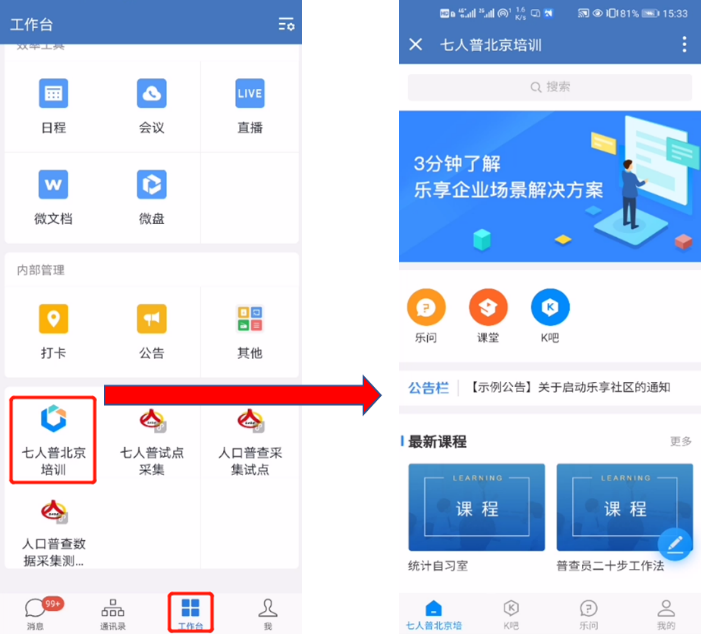 工作台
效率工具
日程
会议
LIVE
直播
W
微文档
微盘
内部管理
打卡
公告
其他
七人普北京
培训
七人普试点
采集
人口普查采
集试点
人口普查数
据采集测...
99+
消息
通讯录
工作台
我
81% 15:33
七人普北京培训
搜索
3分钟了解
乐享企业场景解决方案
乐问
课堂
K
K吧
公告栏 【示例公告】关于启动乐享社区的通知
最新课程
更多
LEARNING
课程
统计自习室
LEARNING
课程
普查员二十步工作法
七人普北京培
K吧
乐问
我的